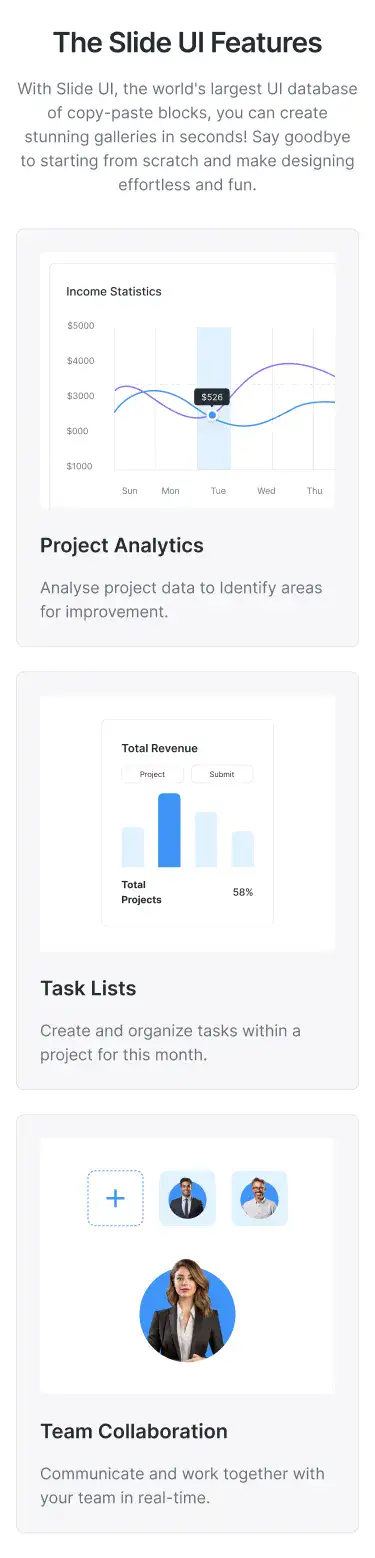 The Slide UI Features
With Slide UI, the world's largest UI database
of copy-paste blocks, you can create
stunning galleries in seconds! Say goodbye
to starting from scratch and make designing
effortless and fun.
Income Statistics
$5000
$4000
$3000
$526
$000
$1000
Sun Mon Tue Wed Thu
Project Analytics
Analyse project data to Identify areas
for improvement.
Total Revenue
Project Submit
Total
Projects
58%
Task Lists
Create and organize tasks within a
project for this month.
Team Collaboration
Communicate and work together with
your team in real-time.